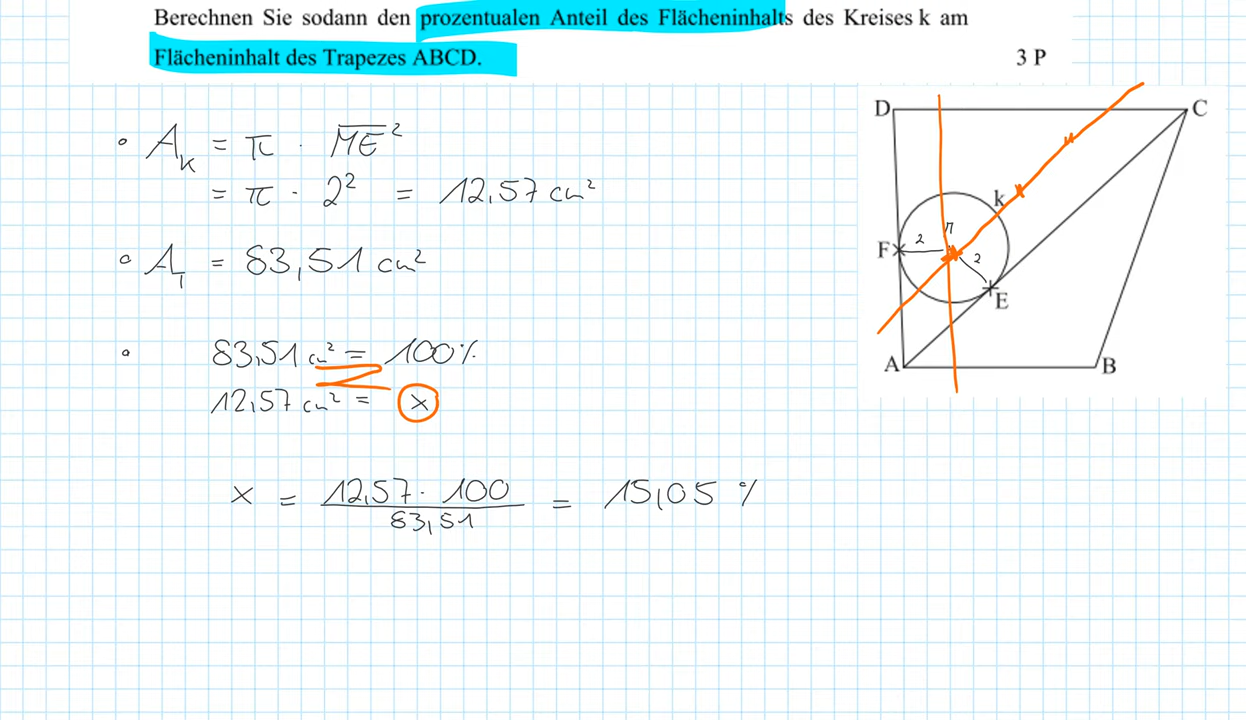 Berechnen Sie sodann den prozentualen Anteil des Flächeninhalts des Kreises k am
Flächeninhalt des Trapezes ABCD.
3 P
• A_k = π · ME²
= π · 2² = 12,57 cm²
• A_1 = 83,51 cm²
• 83,51 cm² = 100%
12,57 cm² = x
x = 12,57 · 100 / 83,51 = 15,05 %
D
C
k
F
2
M
2
E
A
B